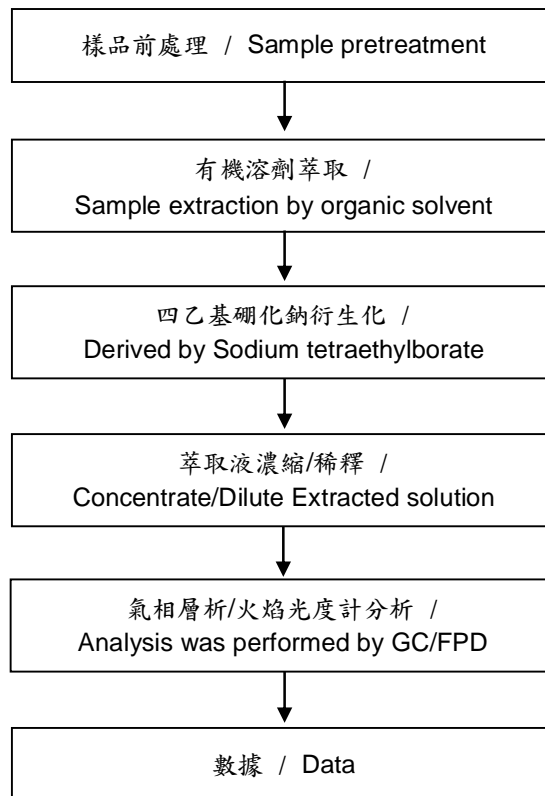 樣品前處理 / Sample pretreatment
有機溶劑萃取 /
Sample extraction by organic solvent
四乙基硼化鈉衍生化 /
Derived by Sodium tetraethylborate
萃取液濃縮/稀釋 /
Concentrate/Dilute Extracted solution
氣相層析/火焰光度計分析 /
Analysis was performed by GC/FPD
數據 / Data